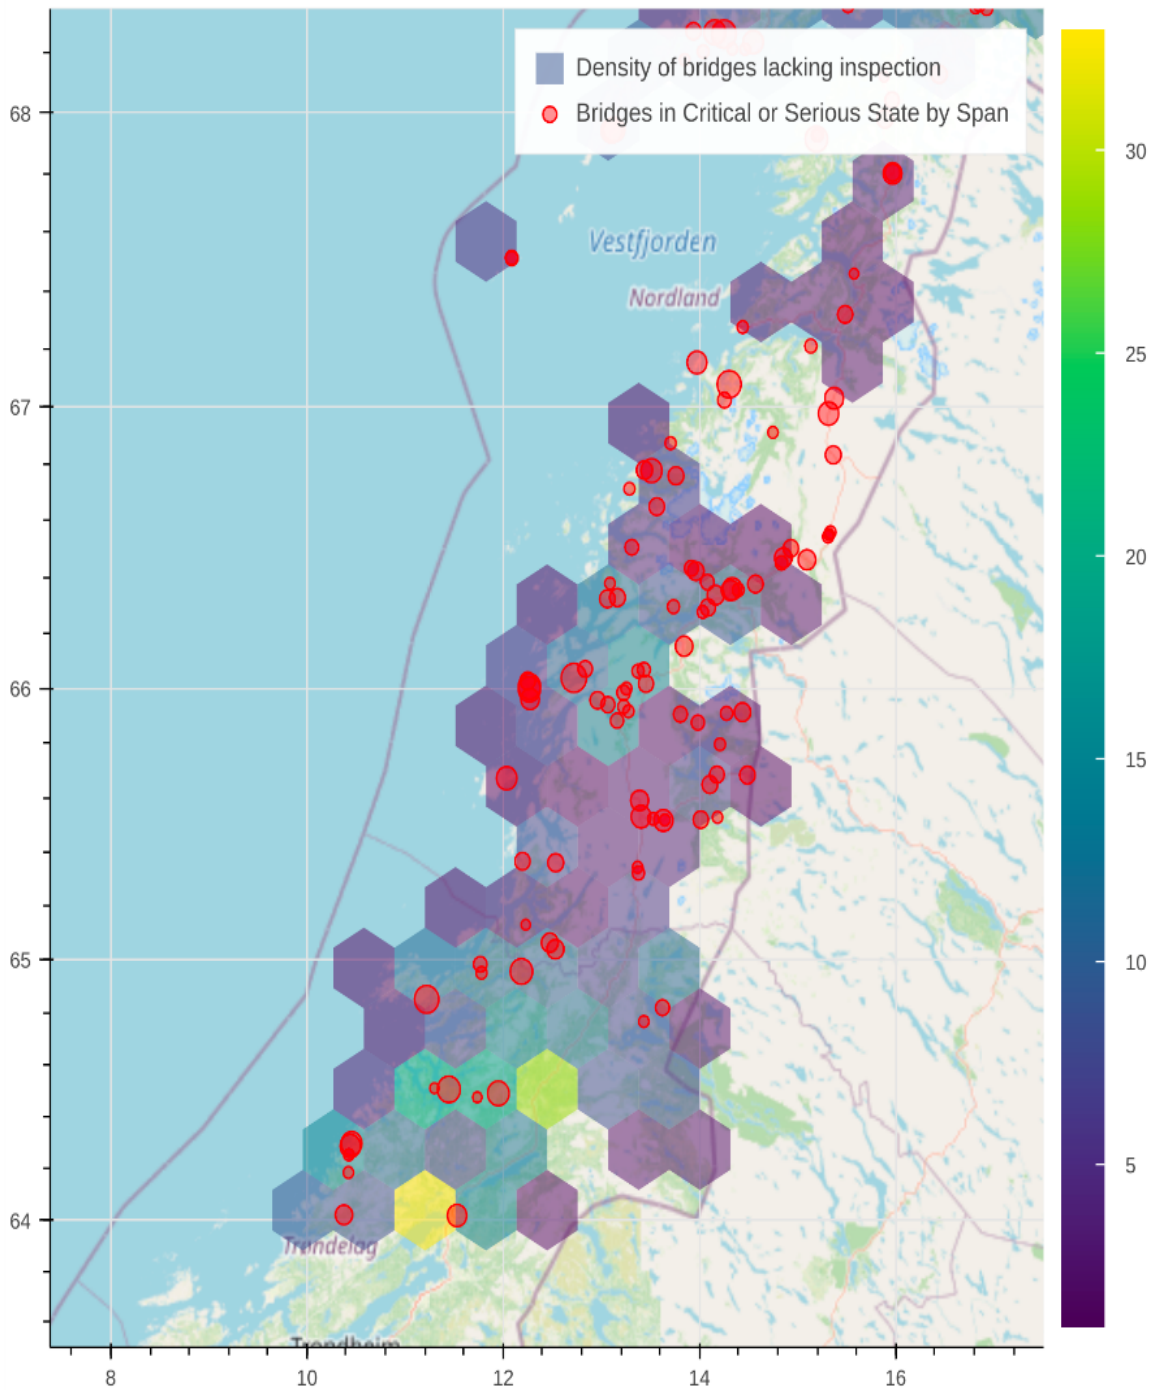 Density of bridges lacking inspection
Bridges in Critical or Serious State by Span
68
30
Vestfjorden
Nordland
25
67
20
66
15
65
10
5
64
Trøndelag
Trondheim
8
10
12
14
16